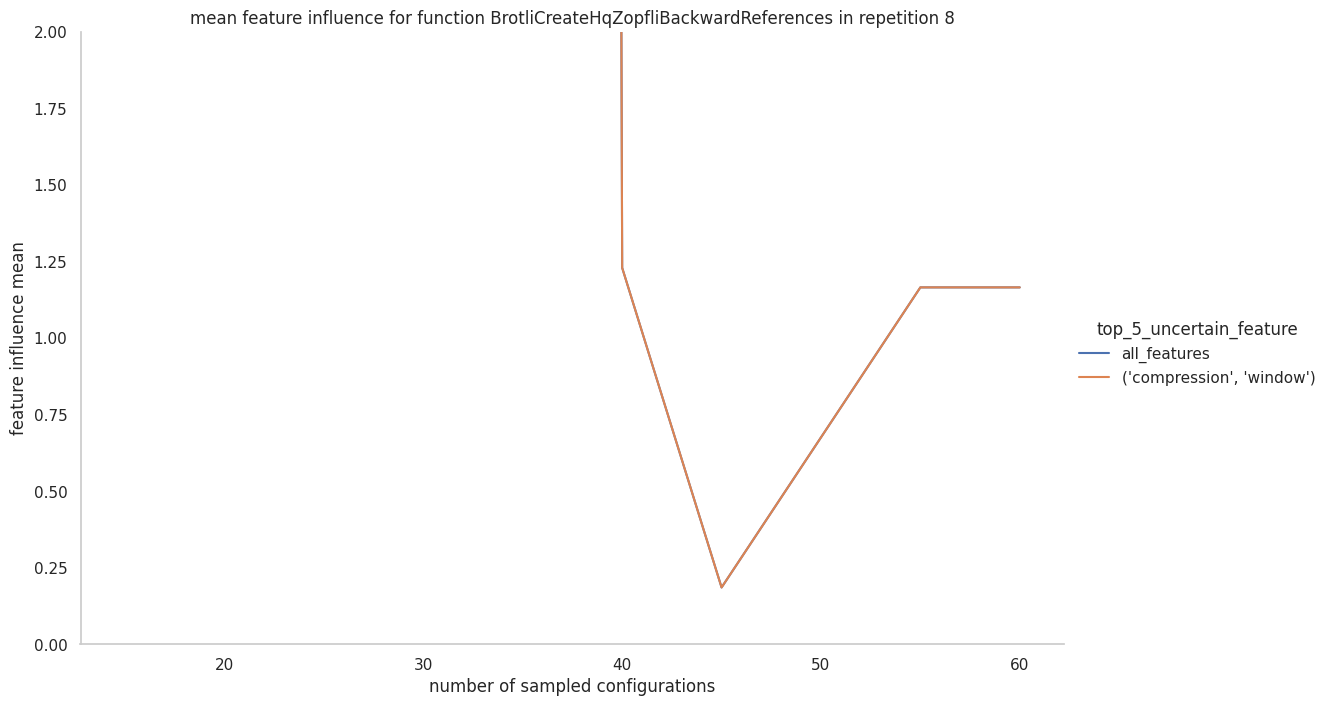 mean feature influence for function BrotliCreateHqZopfliBackwardReferences in repetition 8
2.00
1.75
1.50
1.25
1.00
0.75
0.50
0.25
0.00
feature influence mean
20 30 40 50 60
number of sampled configurations
top_5_uncertain_feature
all_features
('compression', 'window')